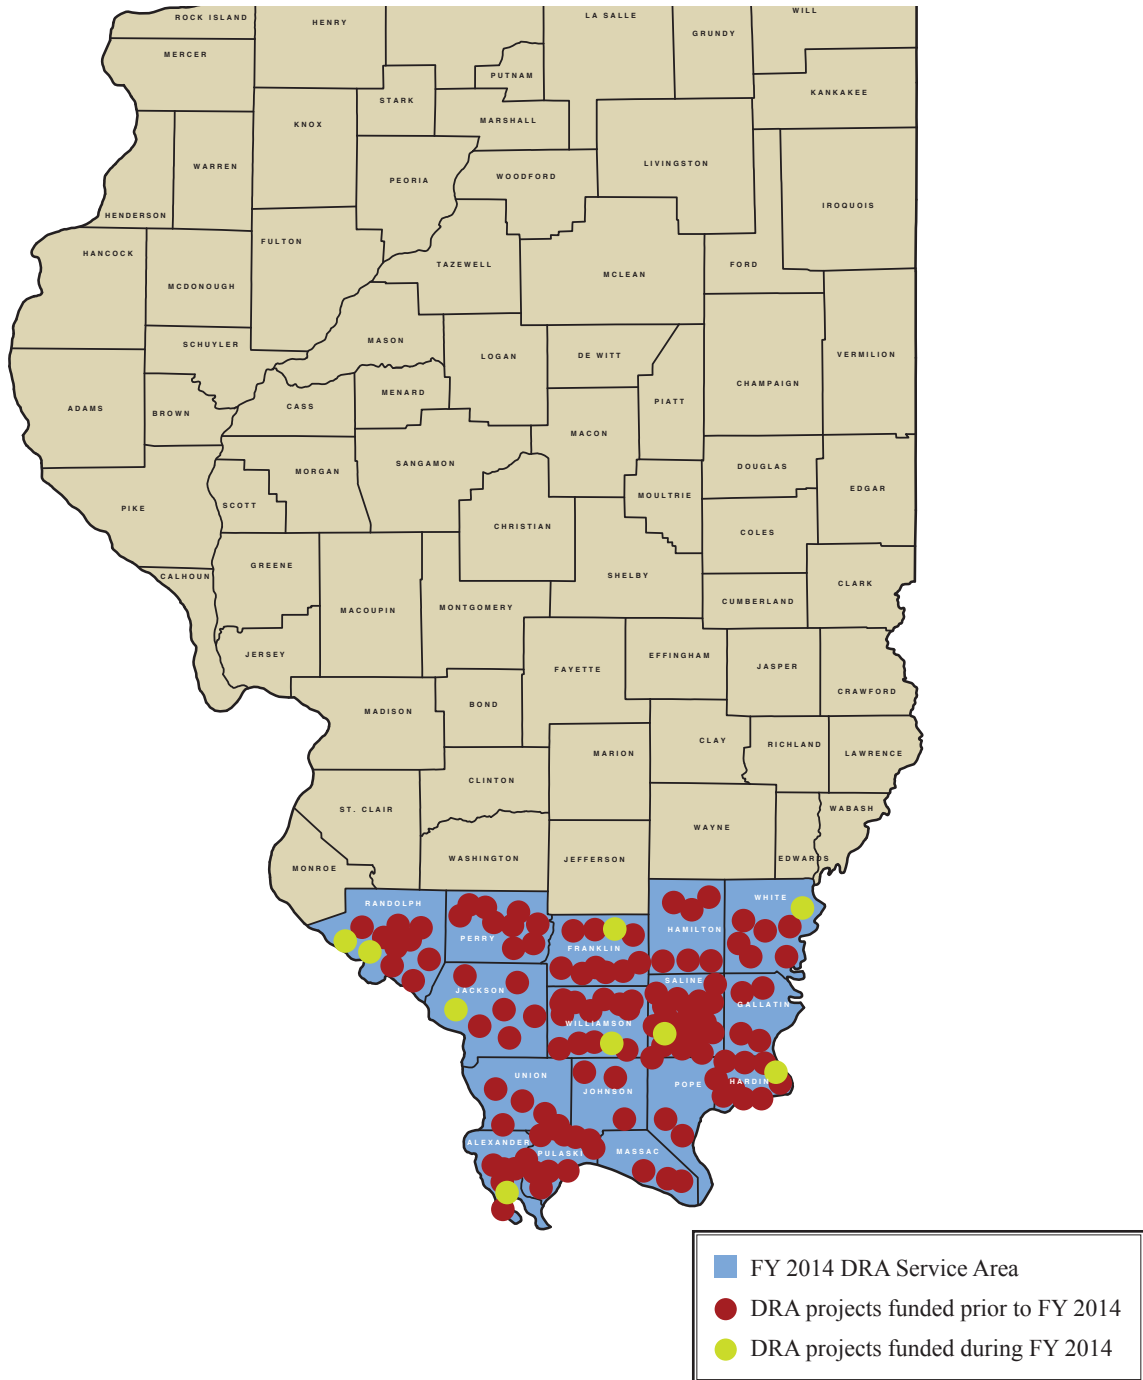 ROCK ISLAND
HENRY
LA SALLE
WILL
GRUNDY
MERCER
PUTNAM
KANKAKEE
STARK
MARSHALL
KNOX
WARREN
LIVINGSTON
PEORIA
WOODFORD
IROQUOIS
HENDERSON
FULTON
HANCOCK
TAZEWELL
FORD
MCLEAN
MCDONOUGH
MASON
SCHUYLER
LOGAN
DE WITT
VERMILION
CHAMPAIGN
MENARD
PIATT
CASS
ADAMS
BROWN
MACON
SANGAMON
DOUGLAS
MORGAN
EDGAR
MOULTRIE
SCOTT
PIKE
CHRISTIAN
COLES
GREENE
SHELBY
CALHOUN
CLARK
CUMBERLAND
MACOUPIN
MONTGOMERY
JERSEY
EFFINGHAM
JASPER
FAYETTE
CRAWFORD
BOND
MADISON
CLAY
RICHLAND
MARION
LAWRENCE
CLINTON
ST. CLAIR
WABASH
WAYNE
WASHINGTON
JEFFERSON
EDWARDS
MONROE
WHITE
RANDOLPH
HAMILTON
PERRY
FRANKLIN
SALINE
JACKSON
GALLATIN
WILLIAMSON
UNION
HARDIN
POPE
JOHNSON
ALEXANDER
PULASKI
MASSAC
FY 2014 DRA Service Area
DRA projects funded prior to FY 2014
DRA projects funded during FY 2014